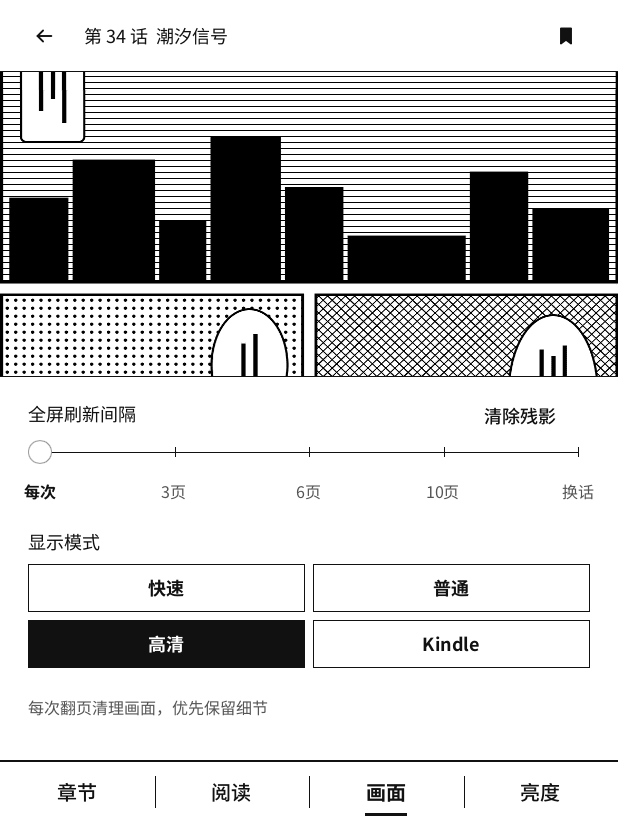 第 34 话 潮汐信号
全屏刷新间隔
清除残影
每次 3页 6页 10页 换话
显示模式
快速 普通
高清 Kindle
每次翻页清理画面，优先保留细节
章节 阅读 画面 亮度